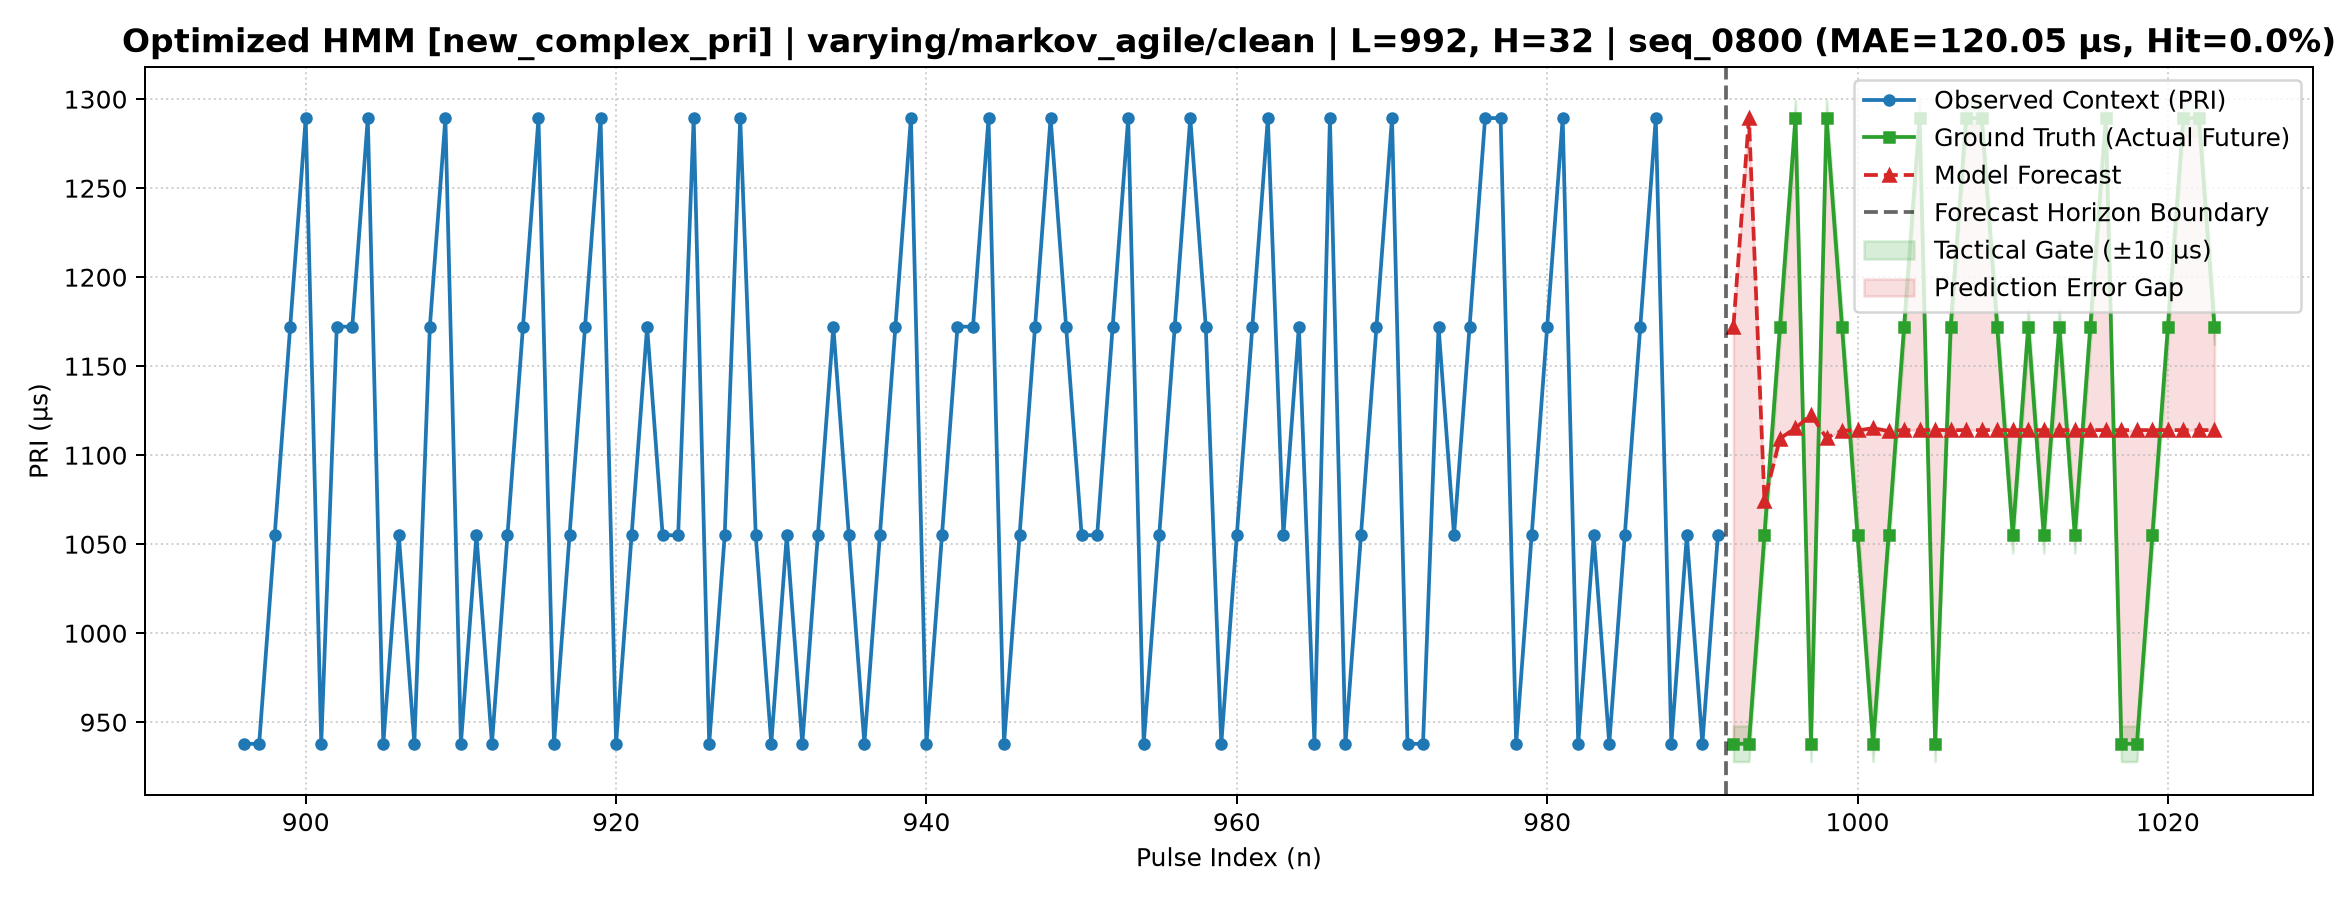 Optimized HMM [new_complex_pri] | varying/markov_agile/clean | L=992, H=32 | seq_0800 (MAE=120.05 µs, Hit=0.0%)
Observed Context (PRI)
Ground Truth (Actual Future)
Model Forecast
Forecast Horizon Boundary
Tactical Gate (±10 µs)
Prediction Error Gap
PRI (µs)
1300
1250
1200
1150
1100
1050
1000
950
900
920
940
960
980
1000
1020
Pulse Index (n)